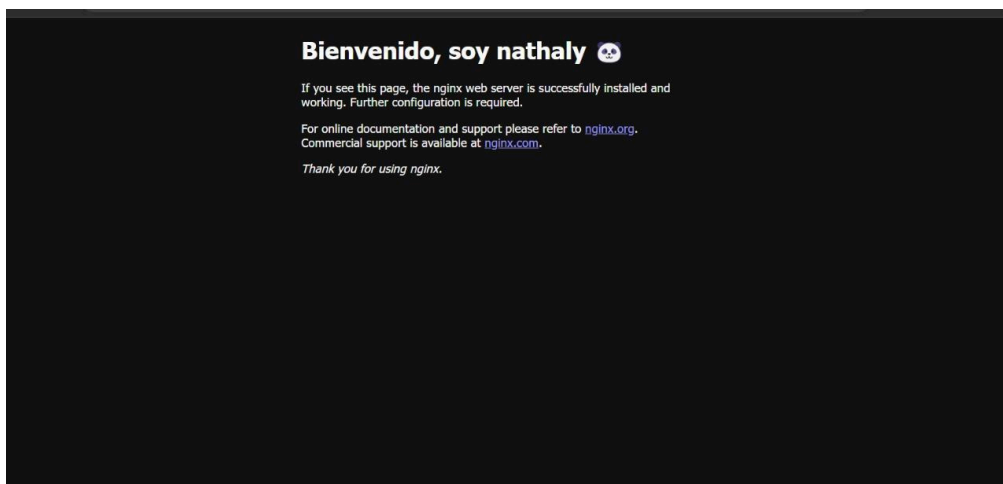 Bienvenido, soy nathaly 🐼
If you see this page, the nginx web server is successfully installed and
working. Further configuration is required.
For online documentation and support please refer to nginx.org.
Commercial support is available at nginx.com.
Thank you for using nginx.